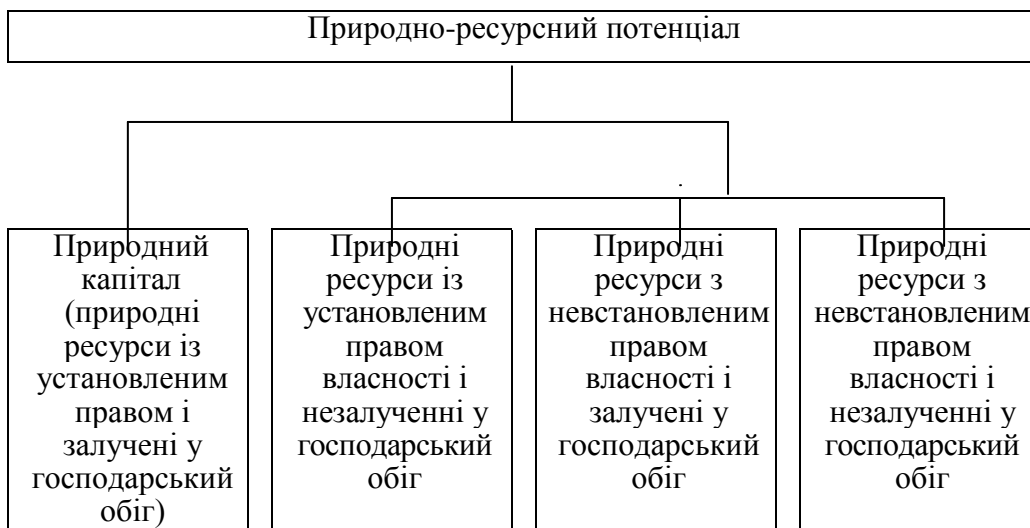 Природно-ресурсний потенціал
Природний
капітал
(природні
ресурси із
установленим
правом і
залучені у
господарський
обіг)
Природні
ресурси із
установленим
правом
власності і
незалученні у
господарський
обіг
Природні
ресурси з
невстановленим
правом
власності і
залучені у
господарський
обіг
Природні
ресурси з
невстановленим
правом
власності і
незалученні у
господарський
обіг